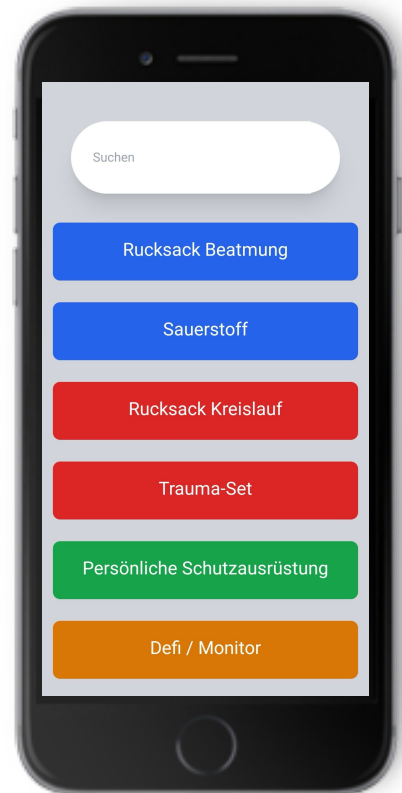 Suchen
Rucksack Beatmung
Sauerstoff
Rucksack Kreislauf
Trauma-Set
Persönliche Schutzausrüstung
Defi / Monitor